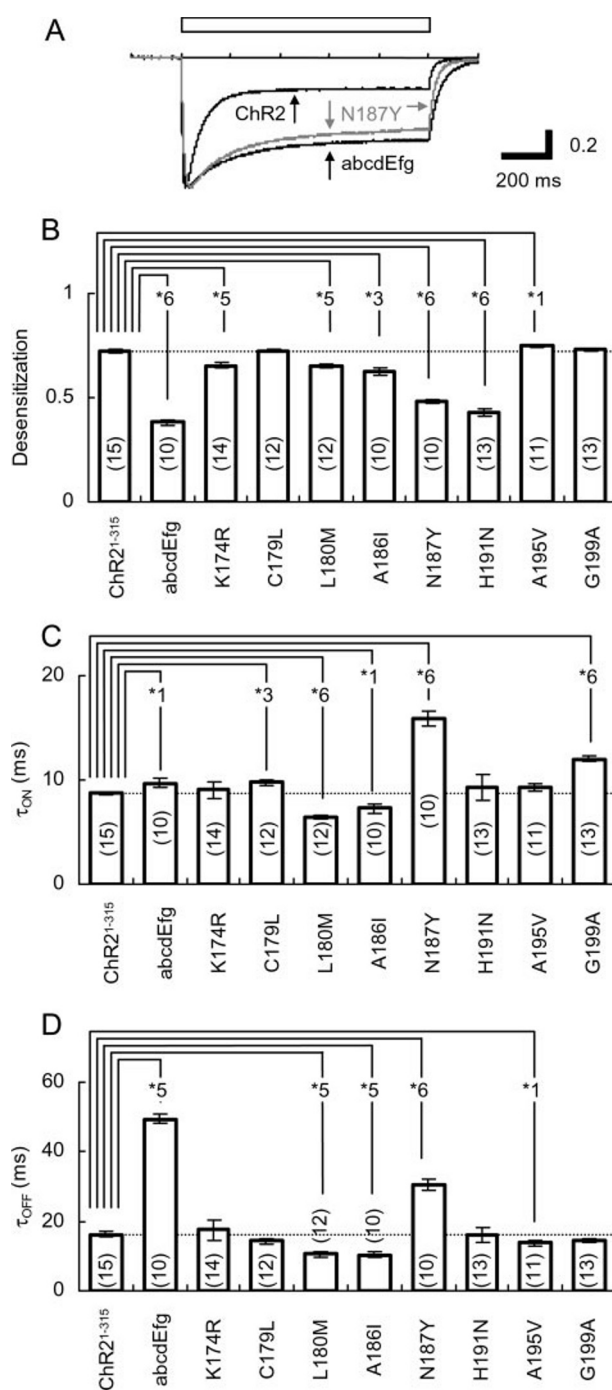 A
ChR2
N187Y
abcdEfg
0.2
200 ms
B
*6 *5 *5 *3 *6 *6 *1
Desensitization
1
0.5
0
(15) (10) (14) (12) (12) (10) (10) (13) (11) (13)
ChR2¹⁻³¹⁵ abcdEfg K174R C179L L180M A186I N187Y H191N A195V G199A
C
*1 *3 *6 *1 *6 *6
τON (ms)
20
10
0
(15) (10) (14) (12) (12) (10) (10) (13) (11) (13)
ChR2¹⁻³¹⁵ abcdEfg K174R C179L L180M A186I N187Y H191N A195V G199A
D
*5 *5 *5 *6 *1
τOFF (ms)
60
40
20
0
(15) (10) (14) (12) (12) (10) (10) (13) (11) (13)
ChR2¹⁻³¹⁵ abcdEfg K174R C179L L180M A186I N187Y H191N A195V G199A